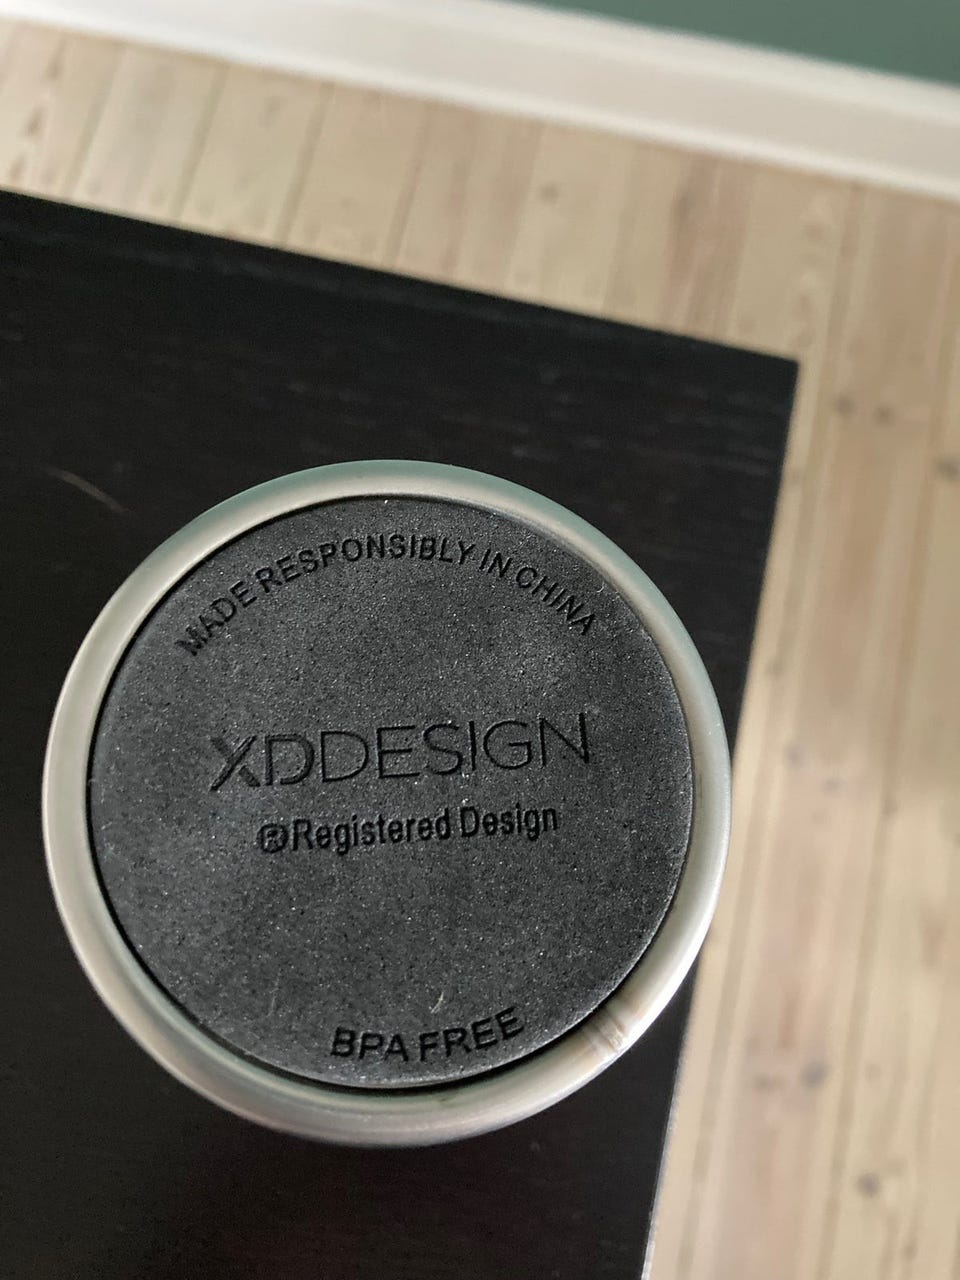 MADE RESPONSIBLY IN CHINA
XDDESIGN
®Registered Design
BPA FREE